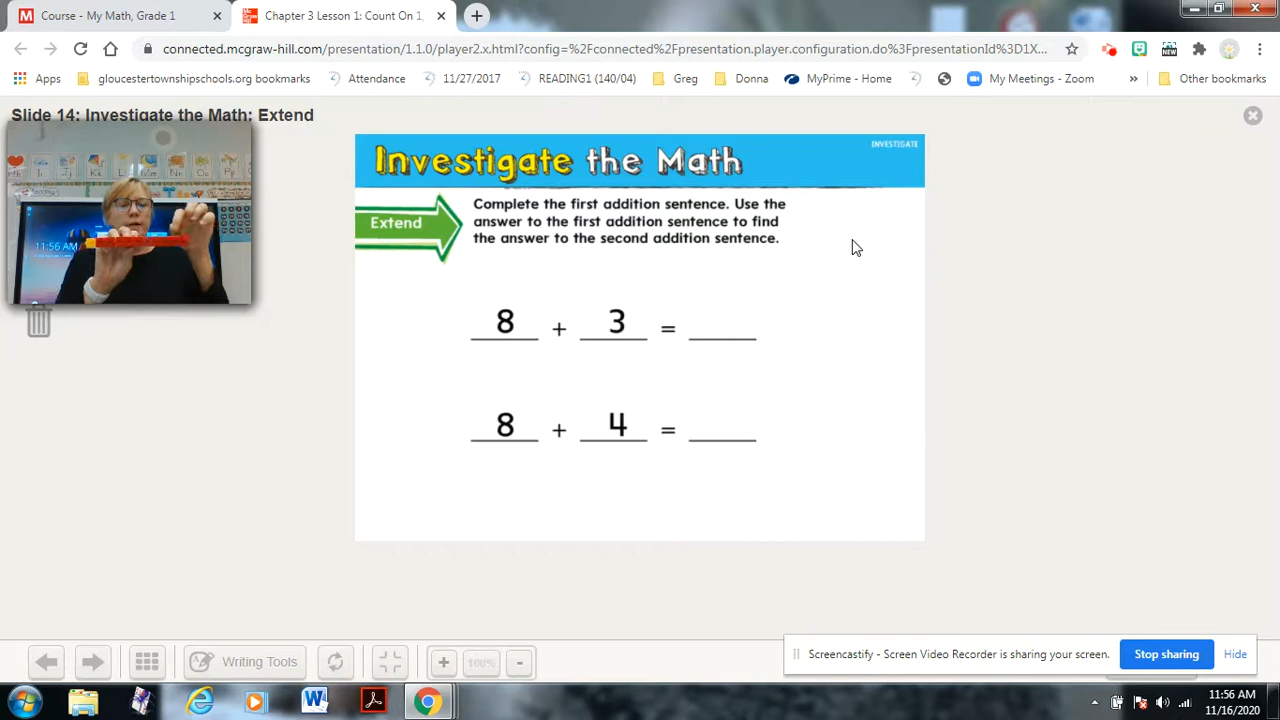 Course - My Math, Grade 1
Chapter 3 Lesson 1: Count On 1,
connected.mcgraw-hill.com/presentation/1.1.0/player2.x.html?config=%2Fconnected%2Fpresentation.player.configuration.do%3FpresentationId%3D1X...
Apps
gloucestertownshipschools.org bookmarks
Attendance
11/27/2017
READING1 (140/04)
Greg
Donna
MyPrime - Home
My Meetings - Zoom
»
Other bookmarks
Slide 14: Investigate the Math: Extend
11:56 AM
Investigate the Math
INVESTIGATE
Extend
Complete the first addition sentence. Use the
answer to the first addition sentence to find
the answer to the second addition sentence.
8 + 3 = ____
8 + 4 = ____
Writing Tools
100%
Screencastify - Screen Video Recorder is sharing your screen.
Stop sharing
Hide
11:56 AM
11/16/2020